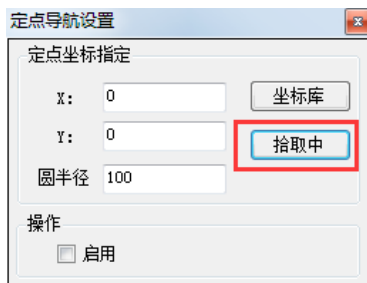 定点导航设置
定点坐标指定
X: 0 坐标库
Y: 0 拾取中
圆半径 100
操作
启用